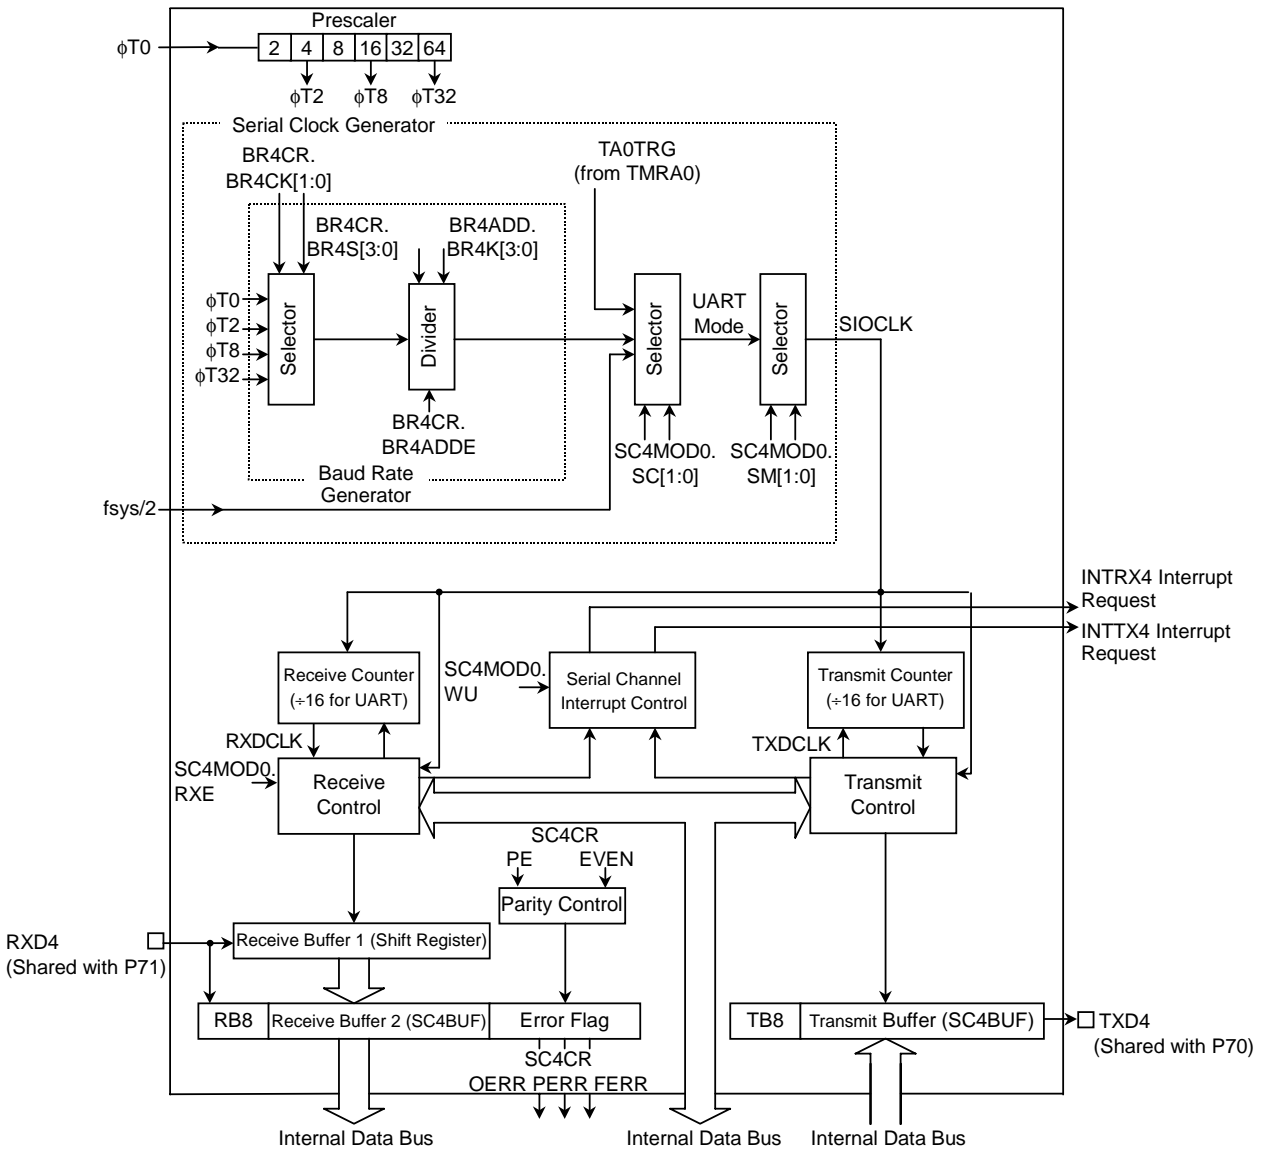 Prescaler
ϕT0
2 4 8 16 32 64
ϕT2 ϕT8 ϕT32
Serial Clock Generator
BR4CR.
BR4CK[1:0]
TA0TRG
(from TMRA0)
BR4CR.
BR4S[3:0]
BR4ADD.
BR4K[3:0]
ϕT0
ϕT2
ϕT8
ϕT32
Selector
Divider
Selector
UART
Mode
Selector
SIOCLK
BR4CR.
BR4ADDE
SC4MOD0.
SC[1:0]
SC4MOD0.
SM[1:0]
Baud Rate
Generator
fsys/2
INTRX4 Interrupt
Request
INTTX4 Interrupt
Request
Receive Counter
(÷16 for UART)
SC4MOD0.
WU
Serial Channel
Interrupt Control
Transmit Counter
(÷16 for UART)
RXDCLK
TXDCLK
SC4MOD0.
RXE
Receive
Control
Transmit
Control
SC4CR
PE EVEN
Parity Control
RXD4
(Shared with P71)
Receive Buffer 1 (Shift Register)
RB8
Receive Buffer 2 (SC4BUF)
Error Flag
TB8
Transmit Buffer (SC4BUF)
TXD4
(Shared with P70)
SC4CR
OERR PERR FERR
Internal Data Bus
Internal Data Bus
Internal Data Bus